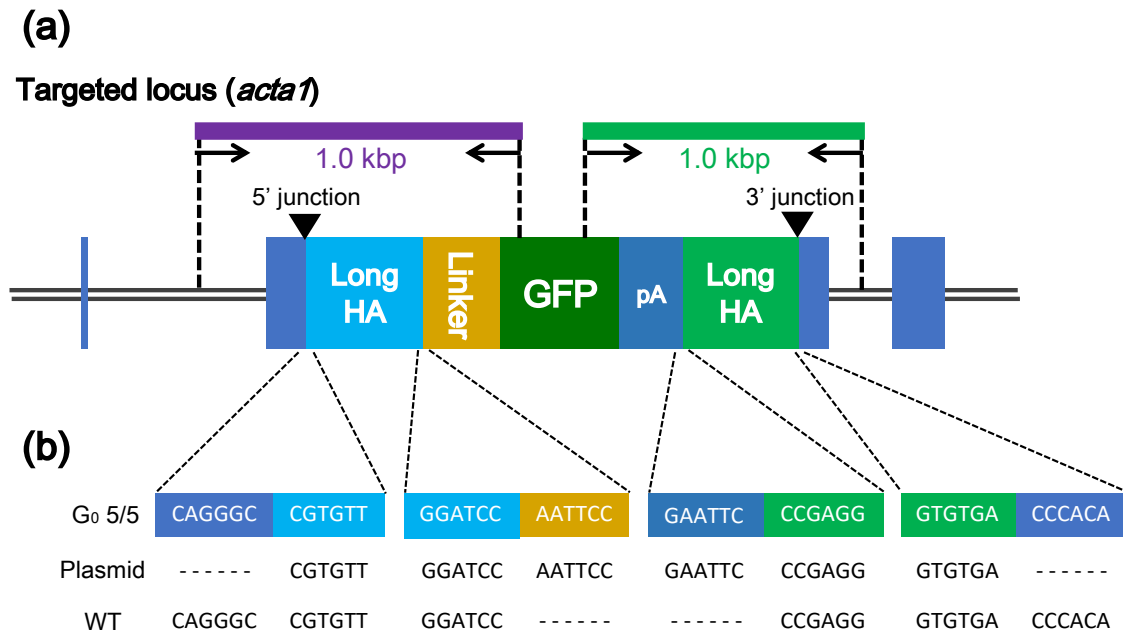 (a)
Targeted locus (acta1)
1.0 kbp 1.0 kbp
5’ junction 3’ junction
Long HA Linker GFP pA Long HA
(b)
G0 5/5 CAGGGC CGTGTT GGATCC AATTCC GAATTC CCGAGG GTGTGA CCCACA
Plasmid - - - - - - CGTGTT GGATCC AATTCC GAATTC CCGAGG GTGTGA - - - - - -
WT CAGGGC CGTGTT GGATCC - - - - - - - - - - - - CCGAGG GTGTGA CCCACA